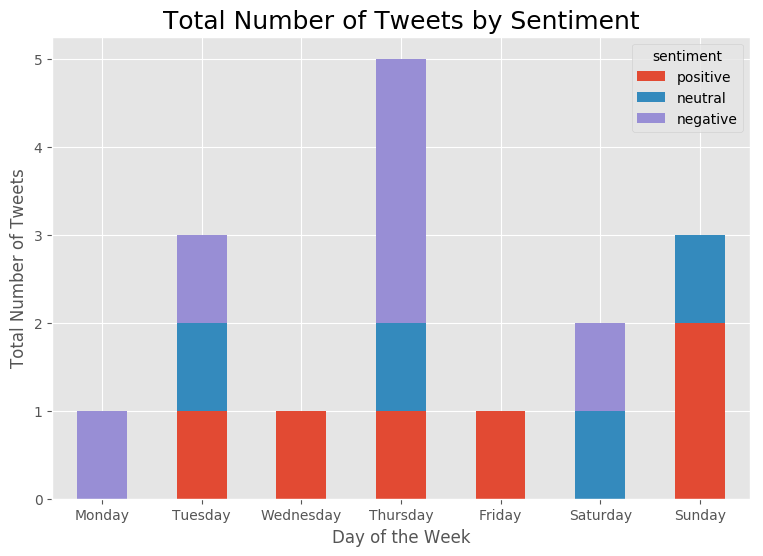 Total Number of Tweets by Sentiment
sentiment
positive
neutral
negative
Total Number of Tweets
5
4
3
2
1
0
Monday Tuesday Wednesday Thursday Friday Saturday Sunday
Day of the Week